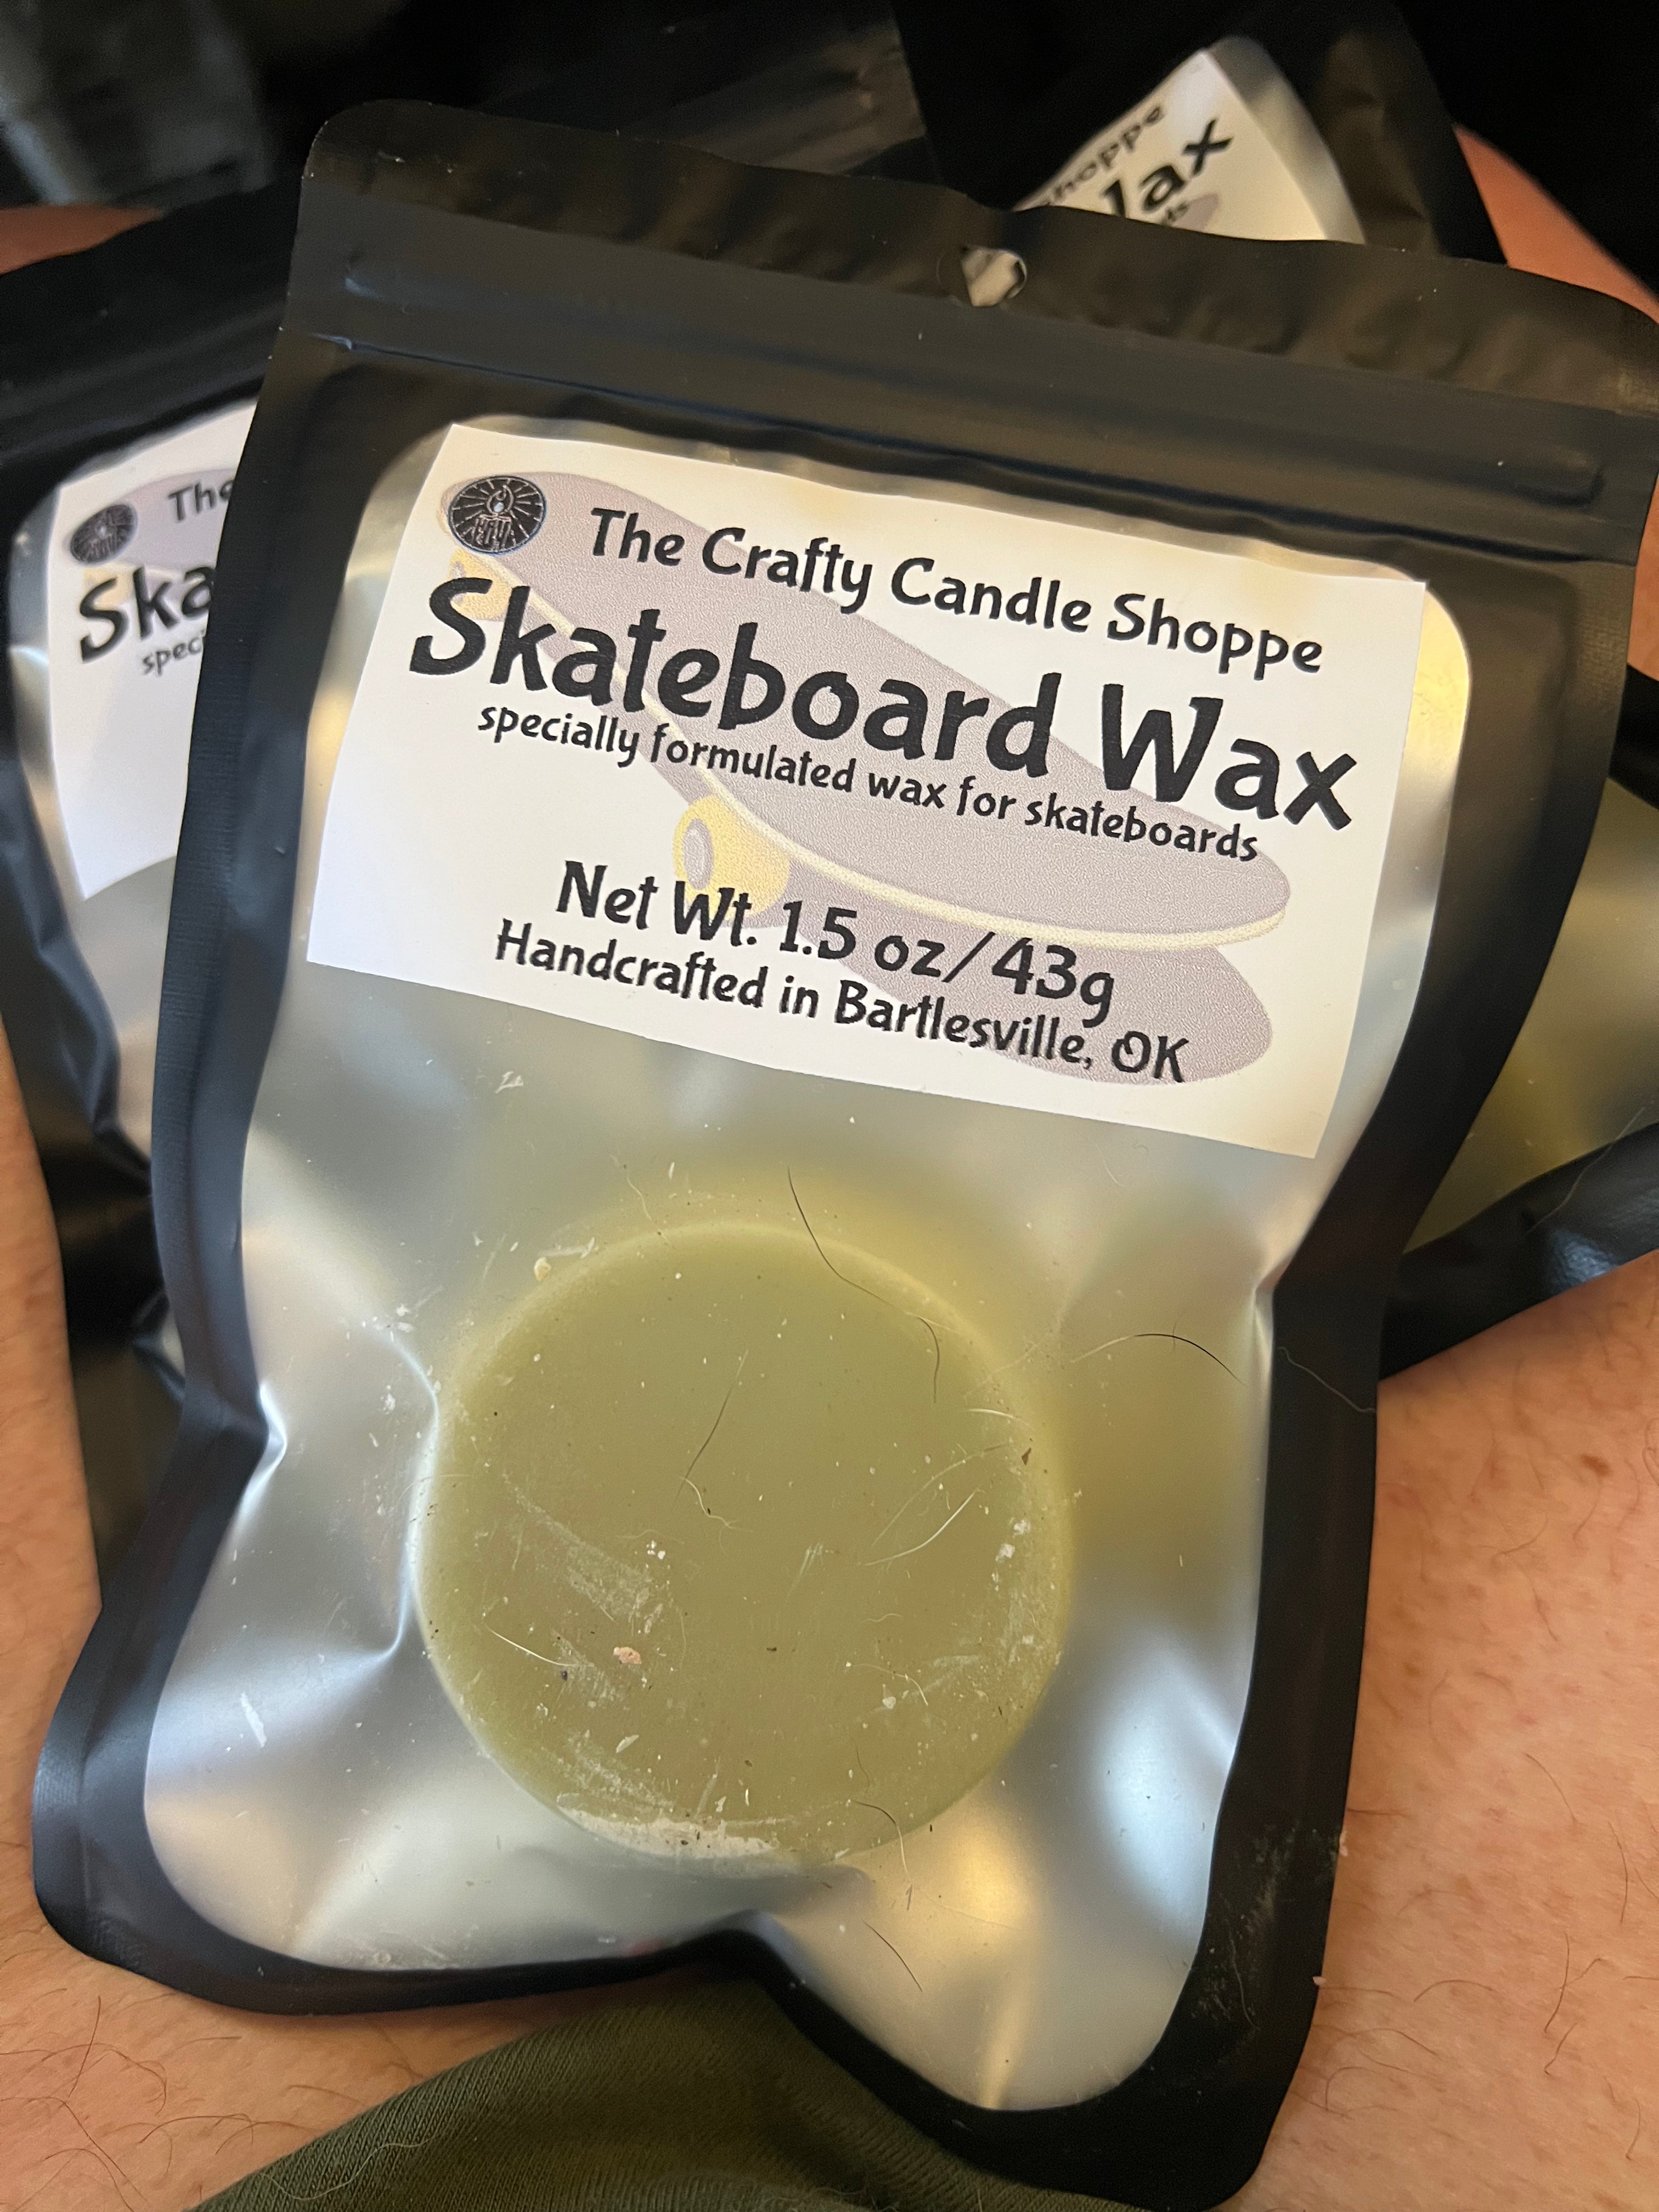 The Crafty Candle Shoppe
Skateboard Wax
specially formulated wax for skateboards
Net Wt. 1.5 oz/43g
Handcrafted in Bartlesville, OK
The